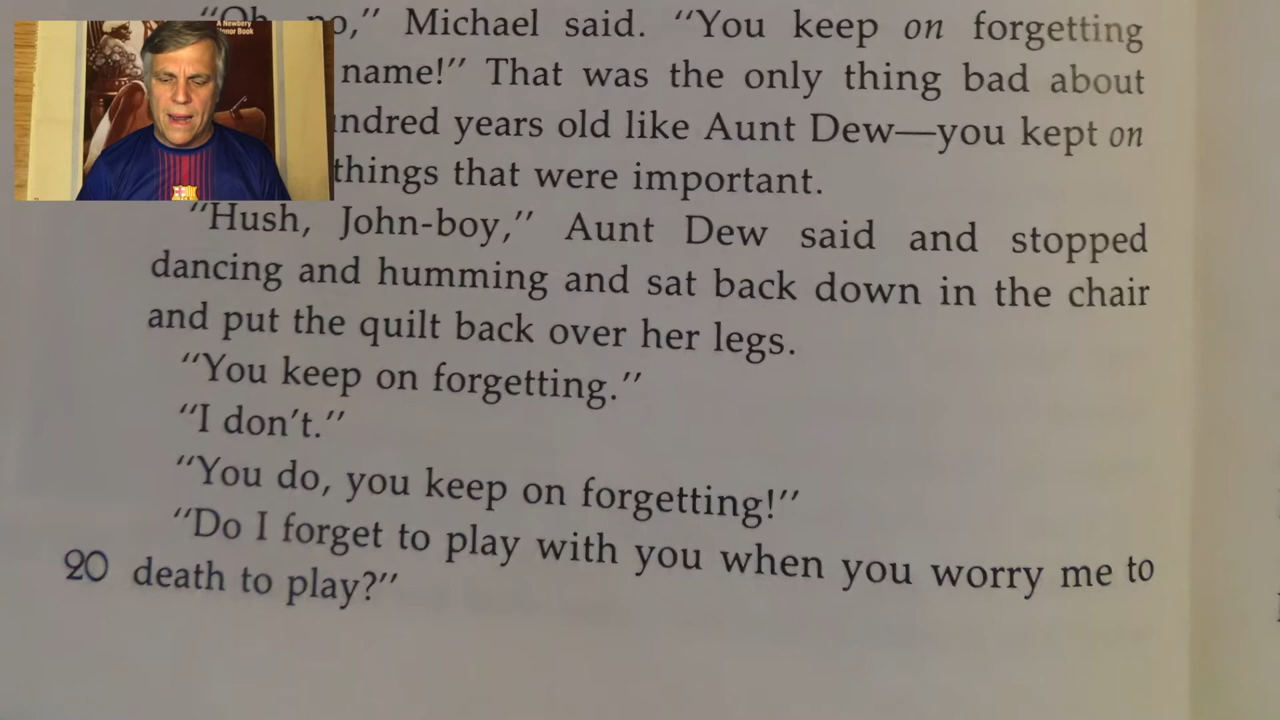 A Newbery
Honor Book
“Oh no,” Michael said. “You keep on forgetting
name!” That was the only thing bad about
years old like Aunt Dew—you kept on
things that were important.
“Hush, John-boy,” Aunt Dew said and stopped
dancing and humming and sat back down in the chair
and put the quilt back over her legs.
“You keep on forgetting.”
“I don’t.”
“You do, you keep on forgetting!”
“Do I forget to play with you when you worry me to
20 death to play?”